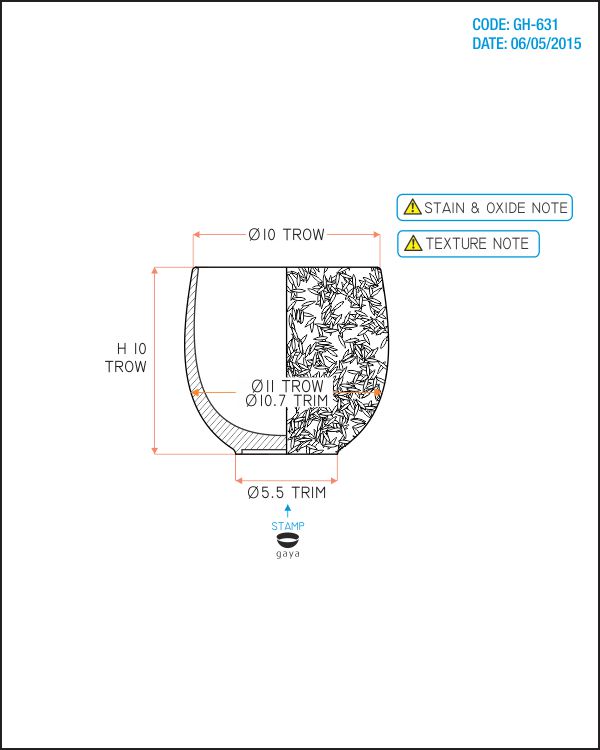 CODE: GH-631
DATE: 06/05/2015
STAIN & OXIDE NOTE
Ø10 TROW
TEXTURE NOTE
H 10
TROW
Ø11 TROW
Ø10.7 TRIM
Ø5.5 TRIM
STAMP
gaya